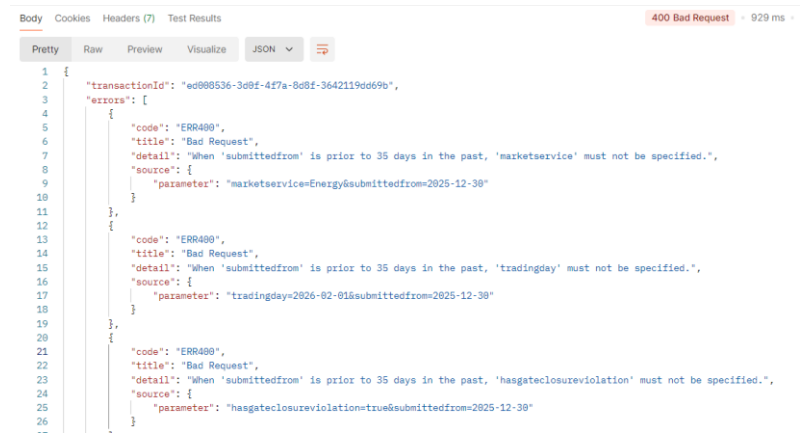 Body Cookies Headers (7) Test Results 400 Bad Request 929 ms
Pretty Raw Preview Visualize JSON
1 {
2 "transactionId": "ed008536-3d0f-4f7a-8d8f-3642119dd69b",
3 "errors": [
4 {
5 "code": "ERR400",
6 "title": "Bad Request",
7 "detail": "When 'submittedfrom' is prior to 35 days in the past, 'marketservice' must not be specified.",
8 "source": {
9 "parameter": "marketservice=Energy&submittedfrom=2025-12-30"
10 }
11 },
12 {
13 "code": "ERR400",
14 "title": "Bad Request",
15 "detail": "When 'submittedfrom' is prior to 35 days in the past, 'tradingday' must not be specified.",
16 "source": {
17 "parameter": "tradingday=2026-02-01&submittedfrom=2025-12-30"
18 }
19 },
20 {
21 "code": "ERR400",
22 "title": "Bad Request",
23 "detail": "When 'submittedfrom' is prior to 35 days in the past, 'hasgateclosureviolation' must not be specified.",
24 "source": {
25 "parameter": "hasgateclosureviolation=true&submittedfrom=2025-12-30"
26 }